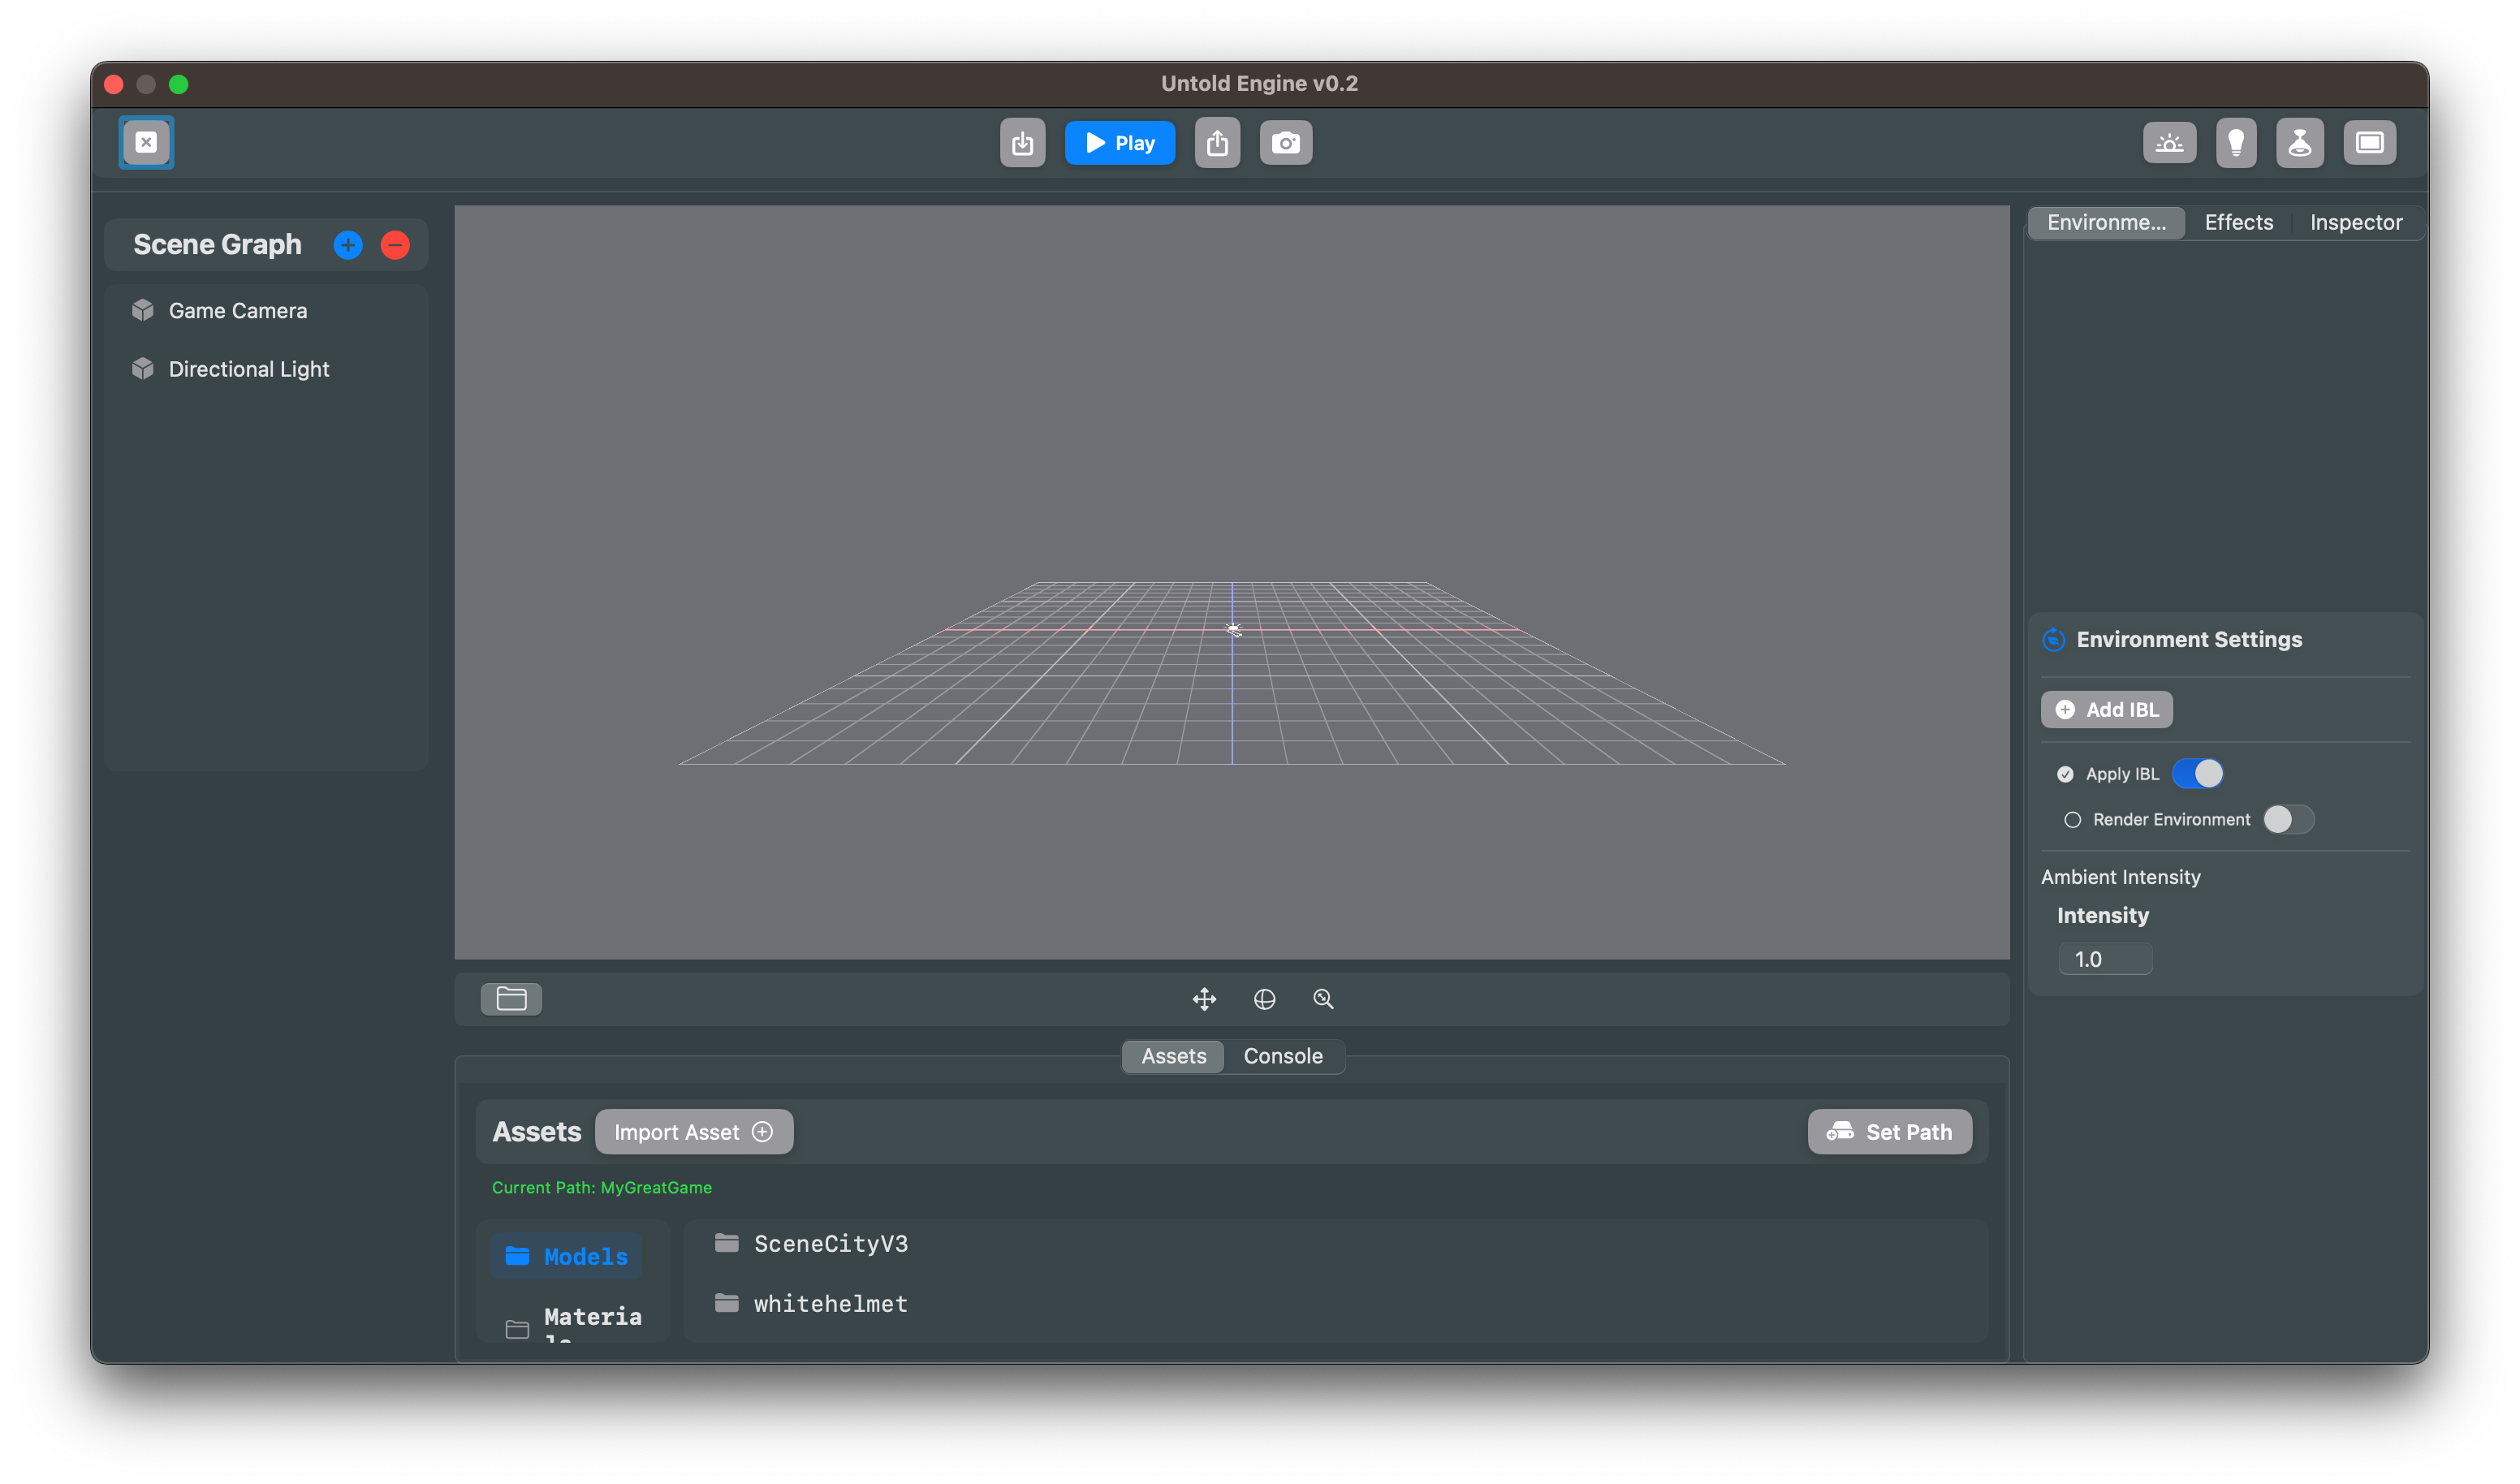 Untold Engine v0.2
Play
Scene Graph
Game Camera
Directional Light
Environme... Effects Inspector
Environment Settings
Add IBL
Apply IBL
Render Environment
Ambient Intensity
Intensity
1.0
Assets Console
Assets Import Asset Set Path
Current Path: MyGreatGame
Models
Materia
SceneCityV3
whitehelmet